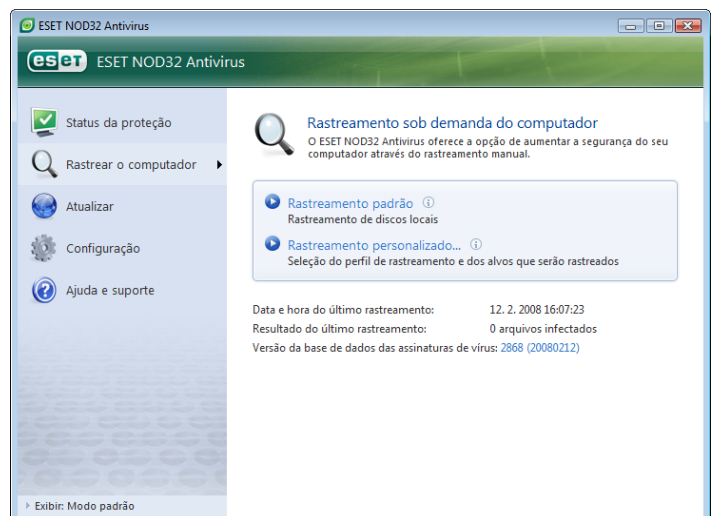 ESET NOD32 Antivirus
eset ESET NOD32 Antivirus
Status da proteção
Rastrear o computador
Atualizar
Configuração
Ajuda e suporte
Exibir: Modo padrão
Rastreamento sob demanda do computador
O ESET NOD32 Antivirus oferece a opção de aumentar a segurança do seu
computador através do rastreamento manual.
Rastreamento padrão
Rastreamento de discos locais
Rastreamento personalizado...
Seleção do perfil de rastreamento e dos alvos que serão rastreados
Data e hora do último rastreamento: 12. 2. 2008 16:07:23
Resultado do último rastreamento: 0 arquivos infectados
Versão da base de dados das assinaturas de vírus: 2868 (20080212)